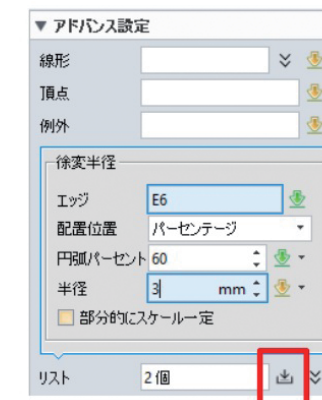 ▼ アドバンス設定
線形
頂点
例外
徐変半径
エッジ E6
配置位置 パーセンテージ
円弧パーセント 60
半径 3 mm
部分的にスケール一定
リスト 2個